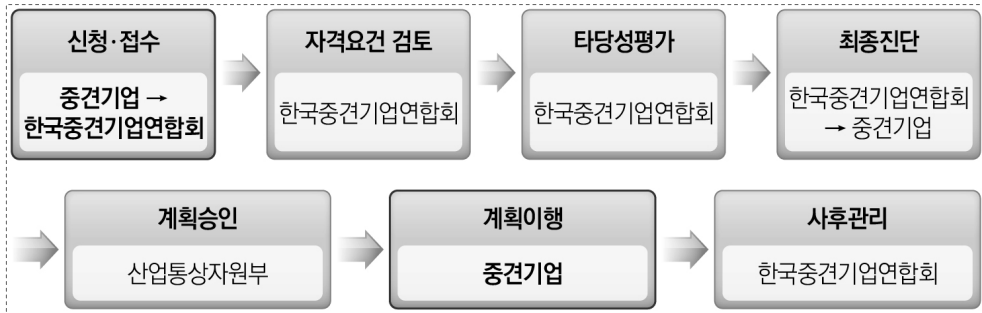 신청·접수
중견기업 →
한국중견기업연합회
자격요건 검토
한국중견기업연합회
타당성평가
한국중견기업연합회
최종진단
한국중견기업연합회
→ 중견기업
계획승인
산업통상자원부
계획이행
중견기업
사후관리
한국중견기업연합회